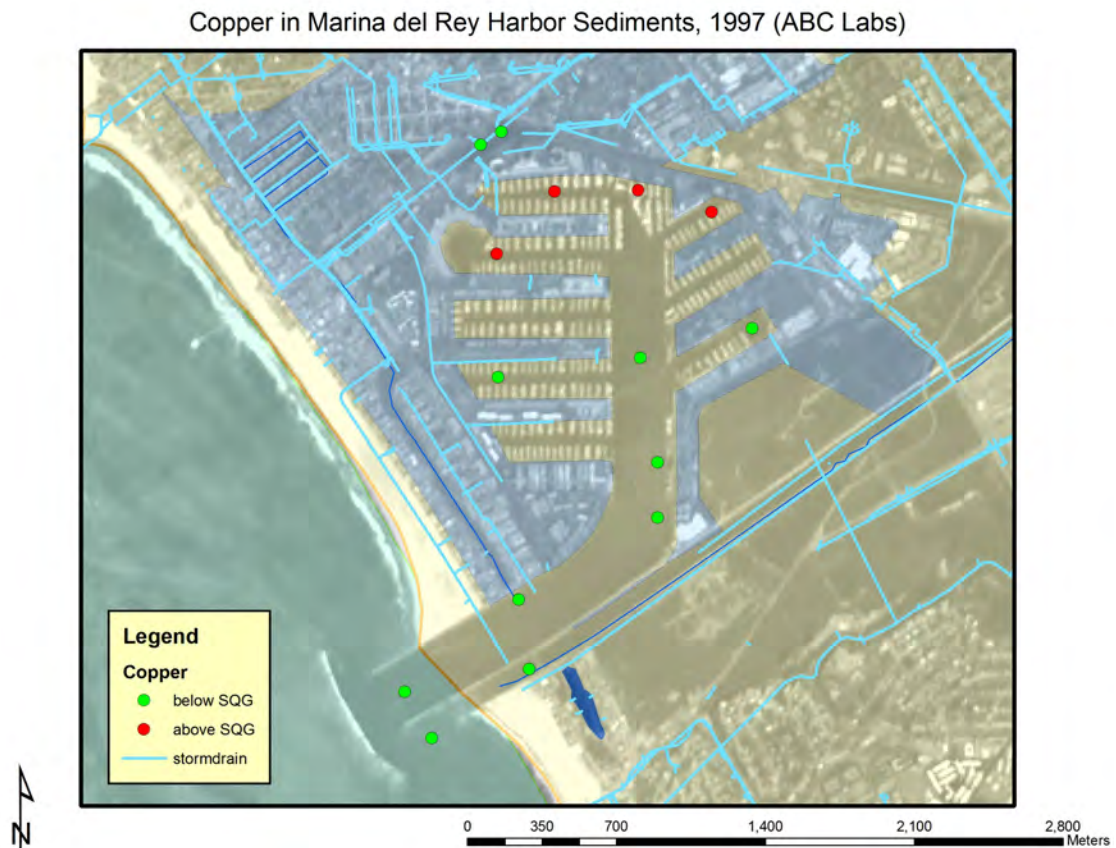 Copper in Marina del Rey Harbor Sediments, 1997 (ABC Labs)
Legend
Copper
below SQG
above SQG
stormdrain
N
0 350 700 1,400 2,100 2,800
Meters